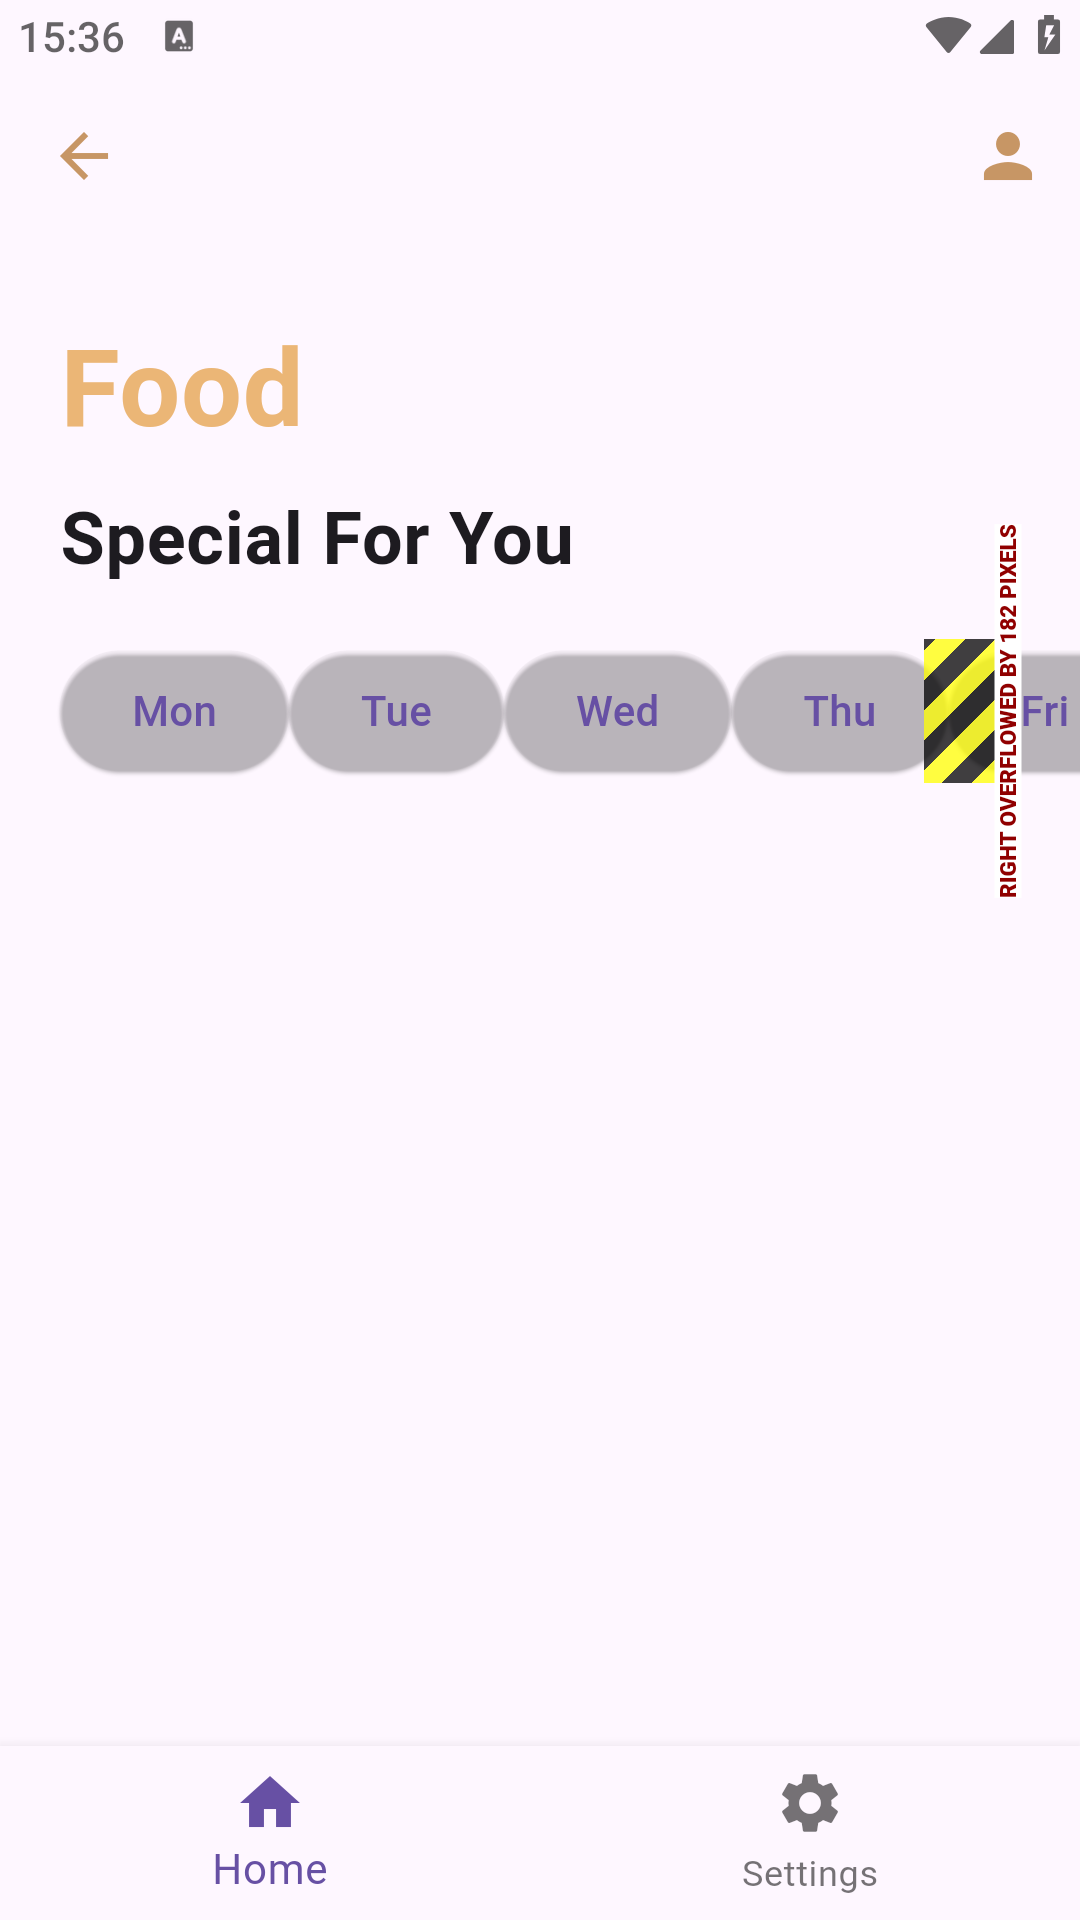 15:36 A
Food
Special For You
Mon Tue Wed Thu Fri
RIGHT OVERFLOWED BY 182 PIXELS
Home Settings